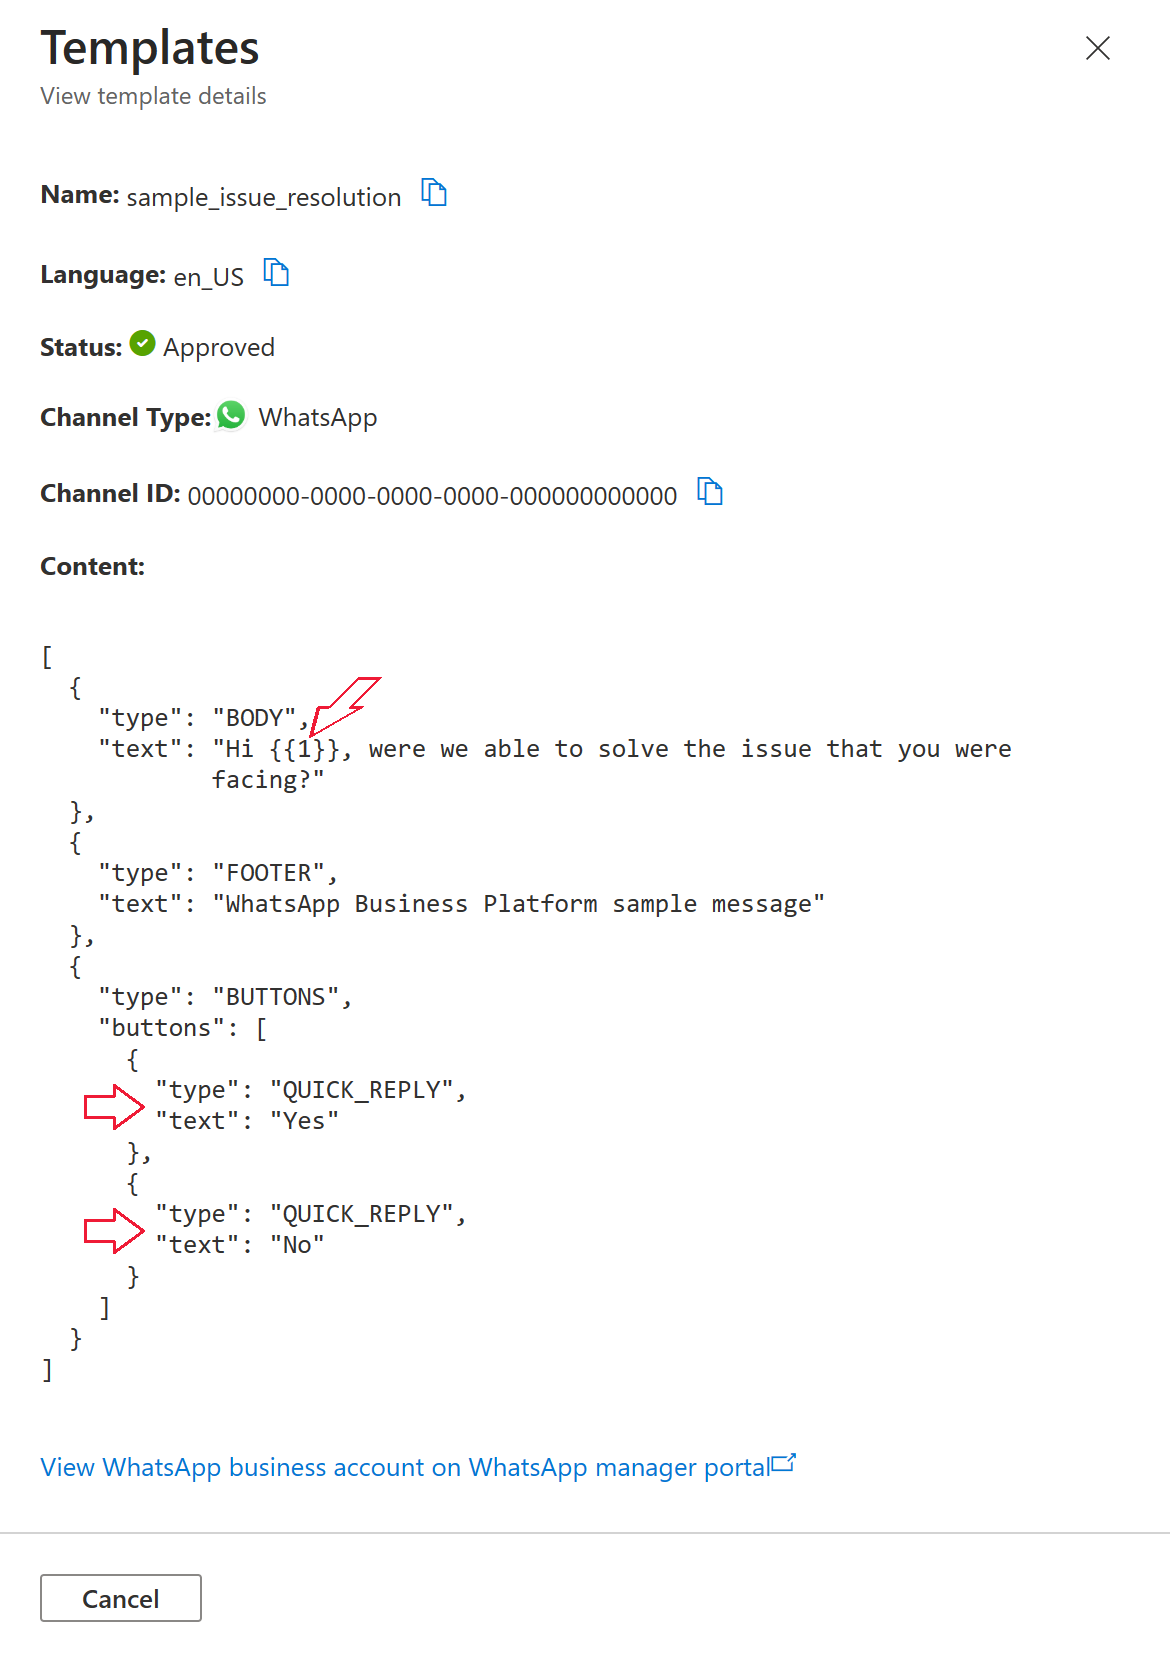 Templates
View template details
Name: sample_issue_resolution
Language: en_US
Status: Approved
Channel Type: WhatsApp
Channel ID: 00000000-0000-0000-0000-000000000000
Content:
[
  {
    "type": "BODY",
    "text": "Hi {{1}}, were we able to solve the issue that you were
            facing?"
  },
  {
    "type": "FOOTER",
    "text": "WhatsApp Business Platform sample message"
  },
  {
    "type": "BUTTONS",
    "buttons": [
      {
        "type": "QUICK_REPLY",
        "text": "Yes"
      },
      {
        "type": "QUICK_REPLY",
        "text": "No"
      }
    ]
  }
]
View WhatsApp business account on WhatsApp manager portal
Cancel